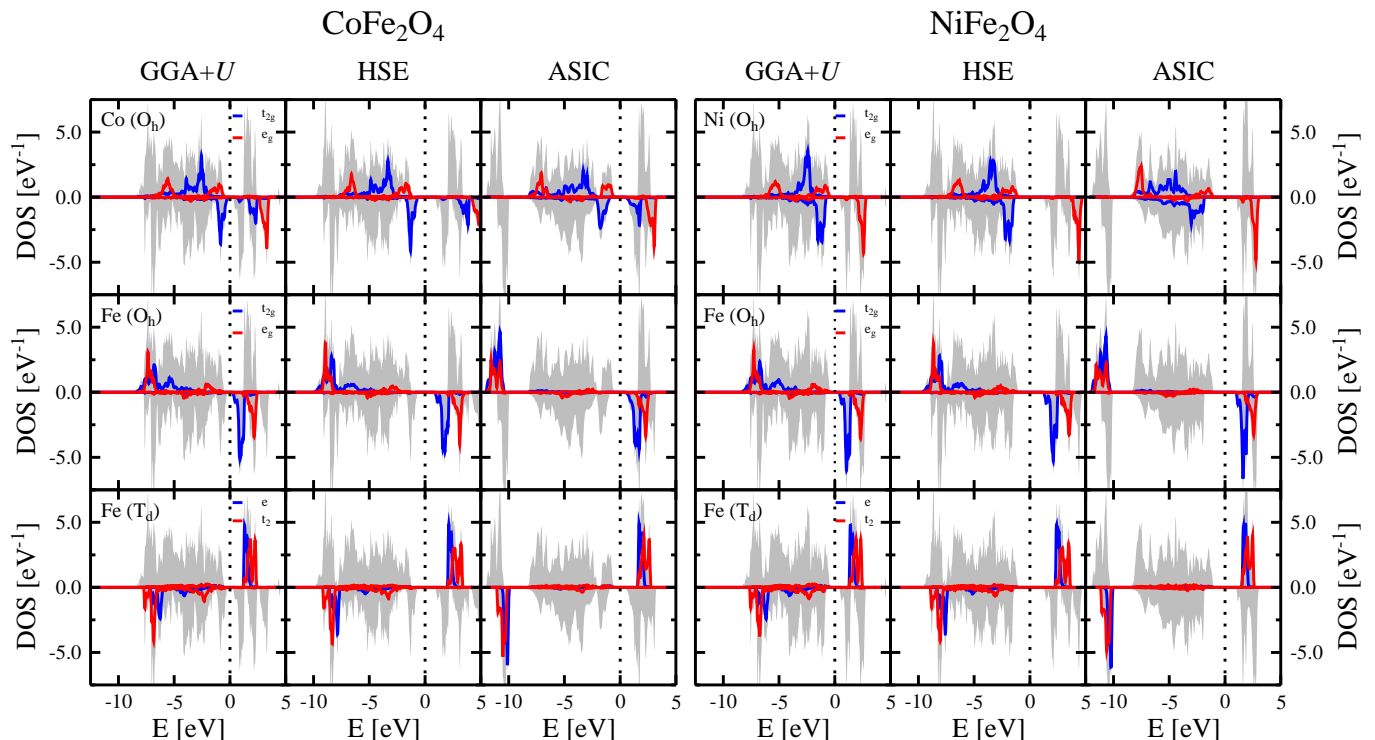 CoFe₂O₄ NiFe₂O₄
GGA+U HSE ASIC GGA+U HSE ASIC
Co (Oₕ) t₂g Ni (Oₕ) t₂g
5.0 eg eg 5.0
0.0 0.0
-5.0 -5.0
DOS [eV⁻¹] DOS [eV⁻¹]
Fe (Oₕ) t₂g Fe (Oₕ) t₂g
5.0 eg eg 5.0
0.0 0.0
-5.0 -5.0
DOS [eV⁻¹] DOS [eV⁻¹]
Fe (T_d) e Fe (T_d) e
5.0 t₂ t₂ 5.0
0.0 0.0
-5.0 -5.0
DOS [eV⁻¹] DOS [eV⁻¹]
-10 -5 0 5 -10 -5 0 5 -10 -5 0 5 -10 -5 0 5 -10 -5 0 5 -10 -5 0 5
E [eV] E [eV] E [eV] E [eV] E [eV] E [eV]